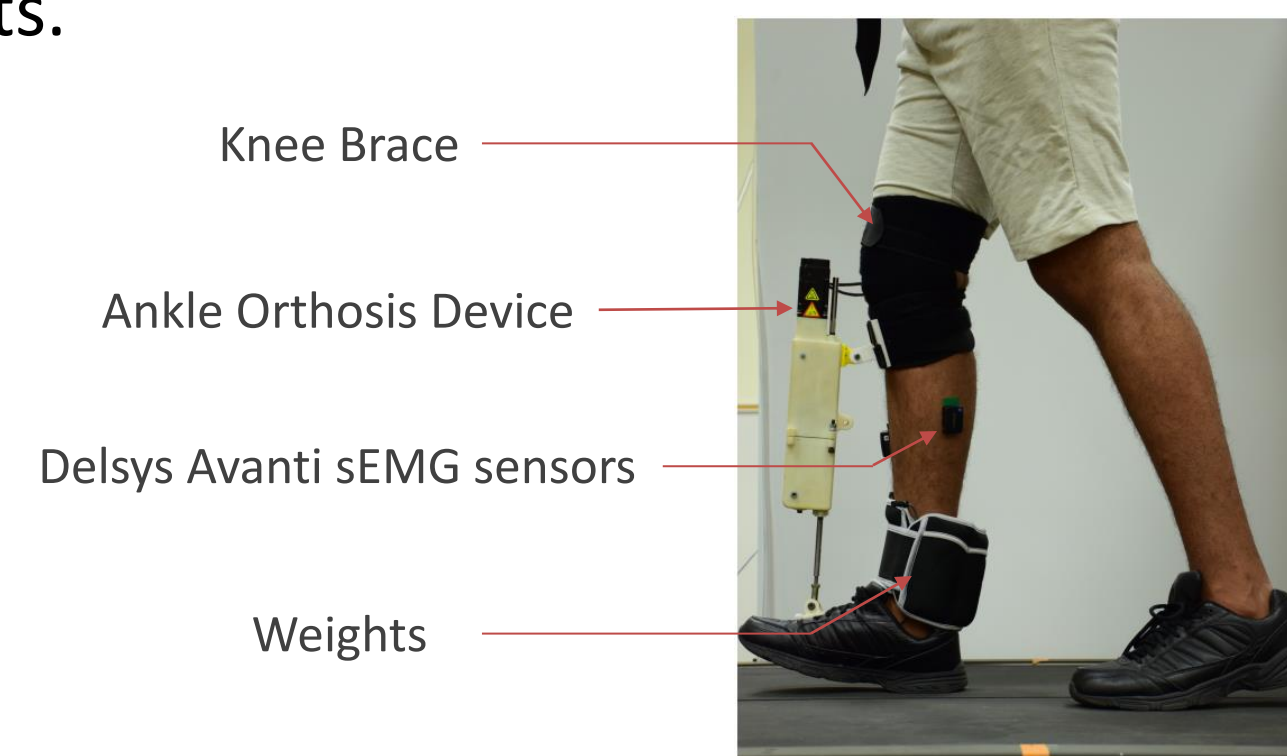 ts.
Knee Brace
Ankle Orthosis Device
Delsys Avanti sEMG sensors
Weights